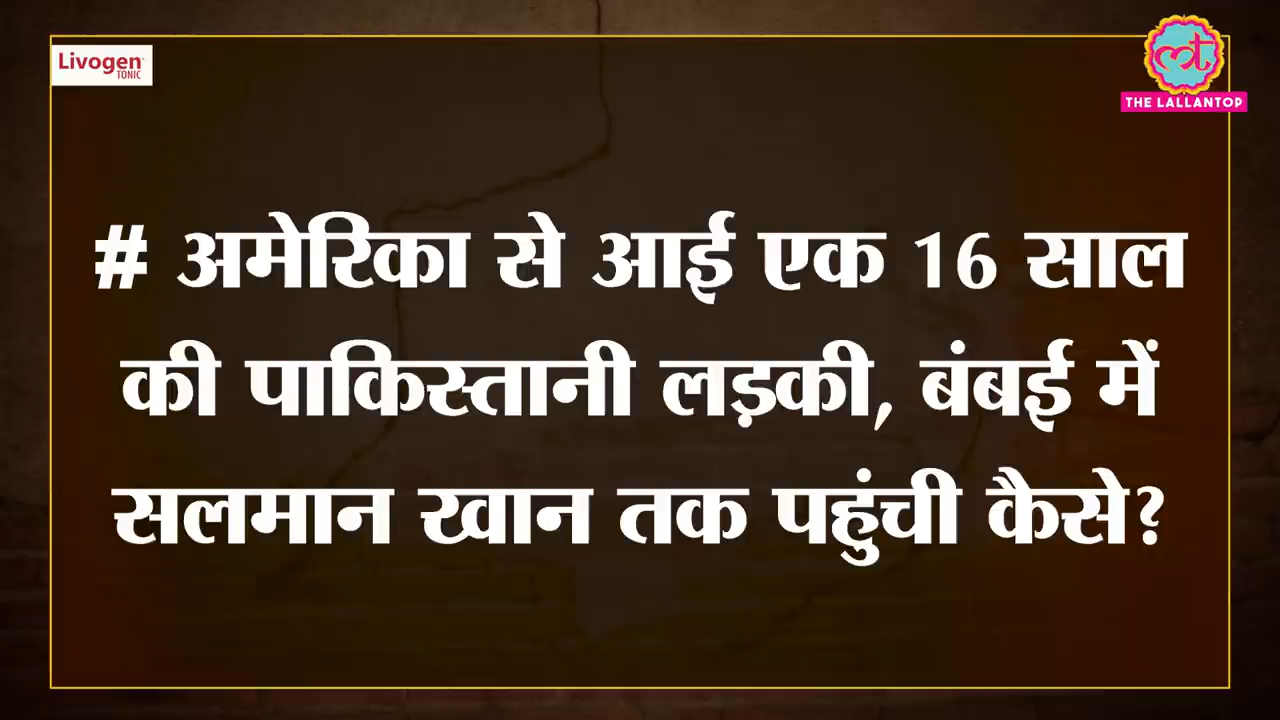 Livogen
TONIC
THE LALLANTOP
# अमेरिका से आई एक 16 साल
की पाकिस्तानी लड़की, बंबई में
सलमान खान तक पहुंची कैसे?